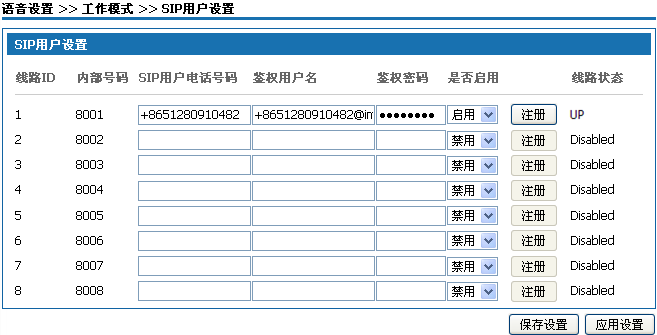 语音设置 >> 工作模式 >> SIP用户设置
SIP用户设置
线路ID 内部号码 SIP用户电话号码 鉴权用户名 鉴权密码 是否启用 线路状态
1 8001 +8651280910482 +8651280910482@im ●●●●●●●● 启用 注册 UP
2 8002 禁用 注册 Disabled
3 8003 禁用 注册 Disabled
4 8004 禁用 注册 Disabled
5 8005 禁用 注册 Disabled
6 8006 禁用 注册 Disabled
7 8007 禁用 注册 Disabled
8 8008 禁用 注册 Disabled
保存设置 应用设置